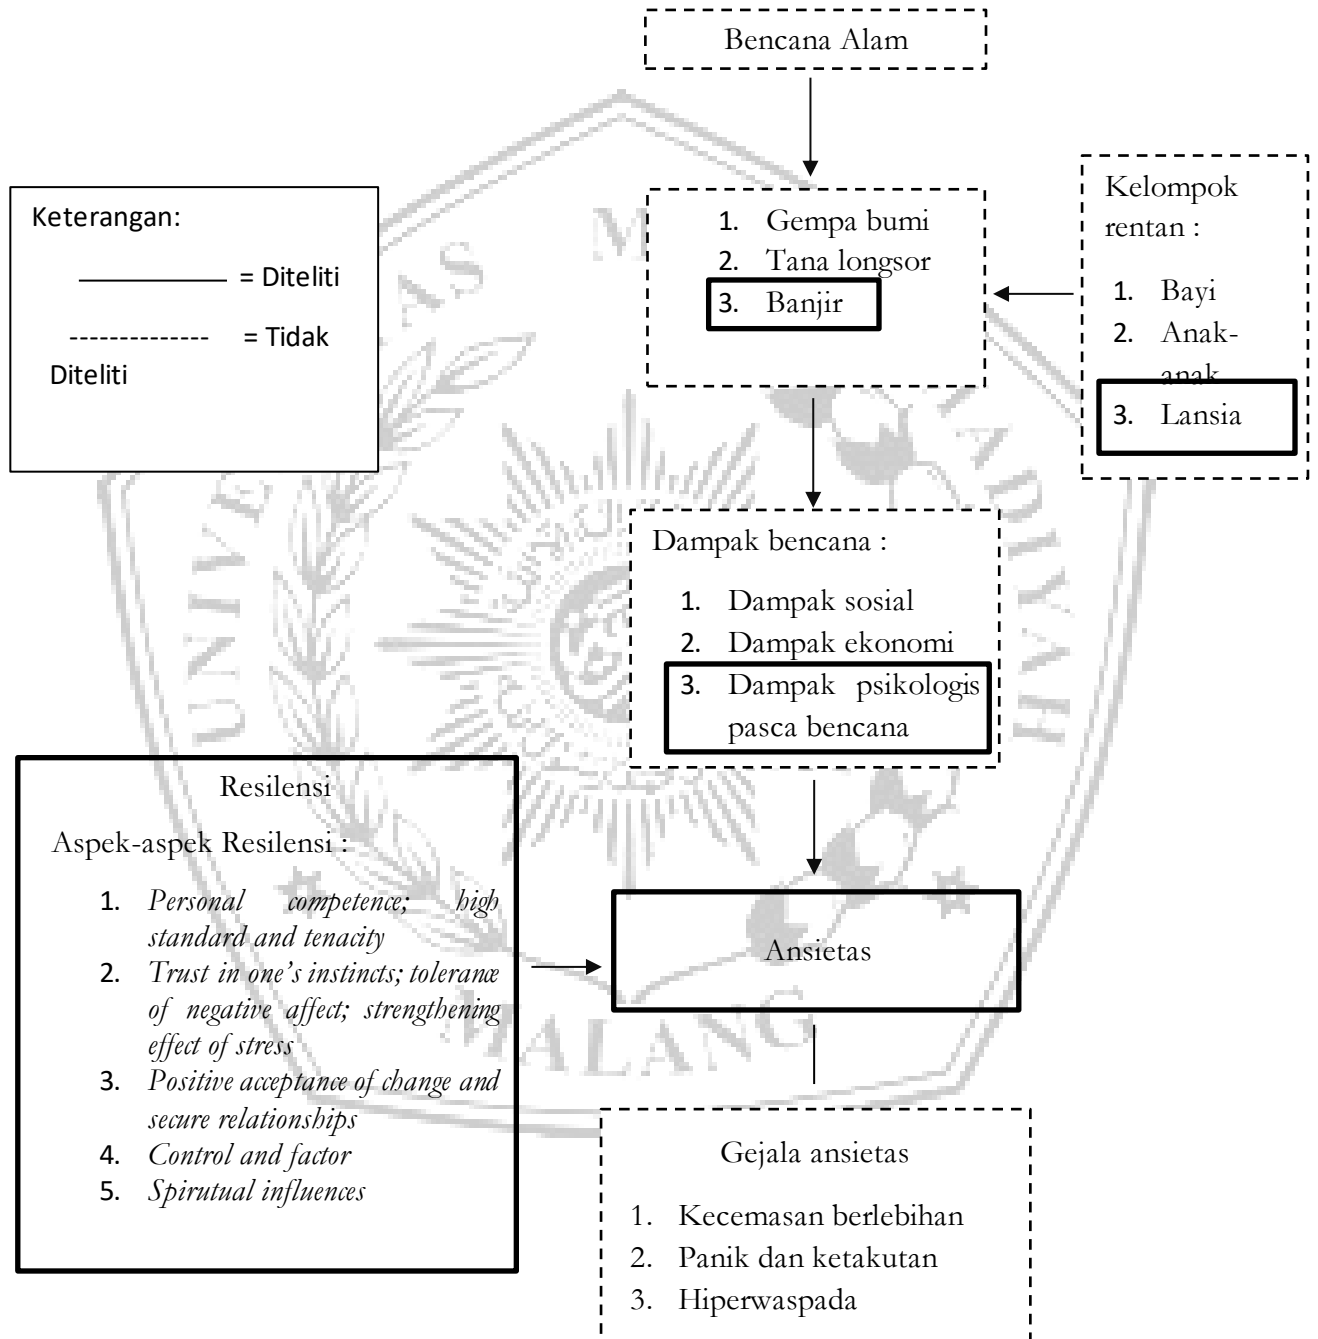 Bencana Alam
Keterangan:
= Diteliti
= Tidak
Diteliti
1. Gempa bumi
2. Tana longsor
3. Banjir
Kelompok
rentan :
1. Bayi
2. Anak-
anak
3. Lansia
Dampak bencana :
1. Dampak sosial
2. Dampak ekonomi
3. Dampak psikologis
pasca bencana
Resilensi
Aspek-aspek Resilensi :
1. Personal competence; high
standard and tenacity
2. Trust in one's instincts; tolerance
of negative affect; strengthening
effect of stress
3. Positive acceptance of change and
secure relationships
4. Control and factor
5. Spirutual influences
Ansietas
Gejala ansietas
1. Kecemasan berlebihan
2. Panik dan ketakutan
3. Hiperwaspada
MALANG